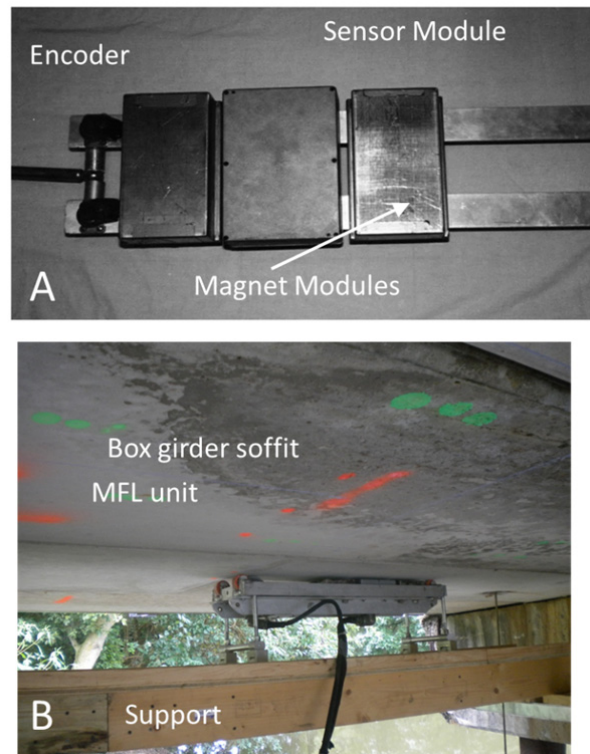 Sensor Module
Encoder
Magnet Modules
A
Box girder soffit
MFL unit
B
Support